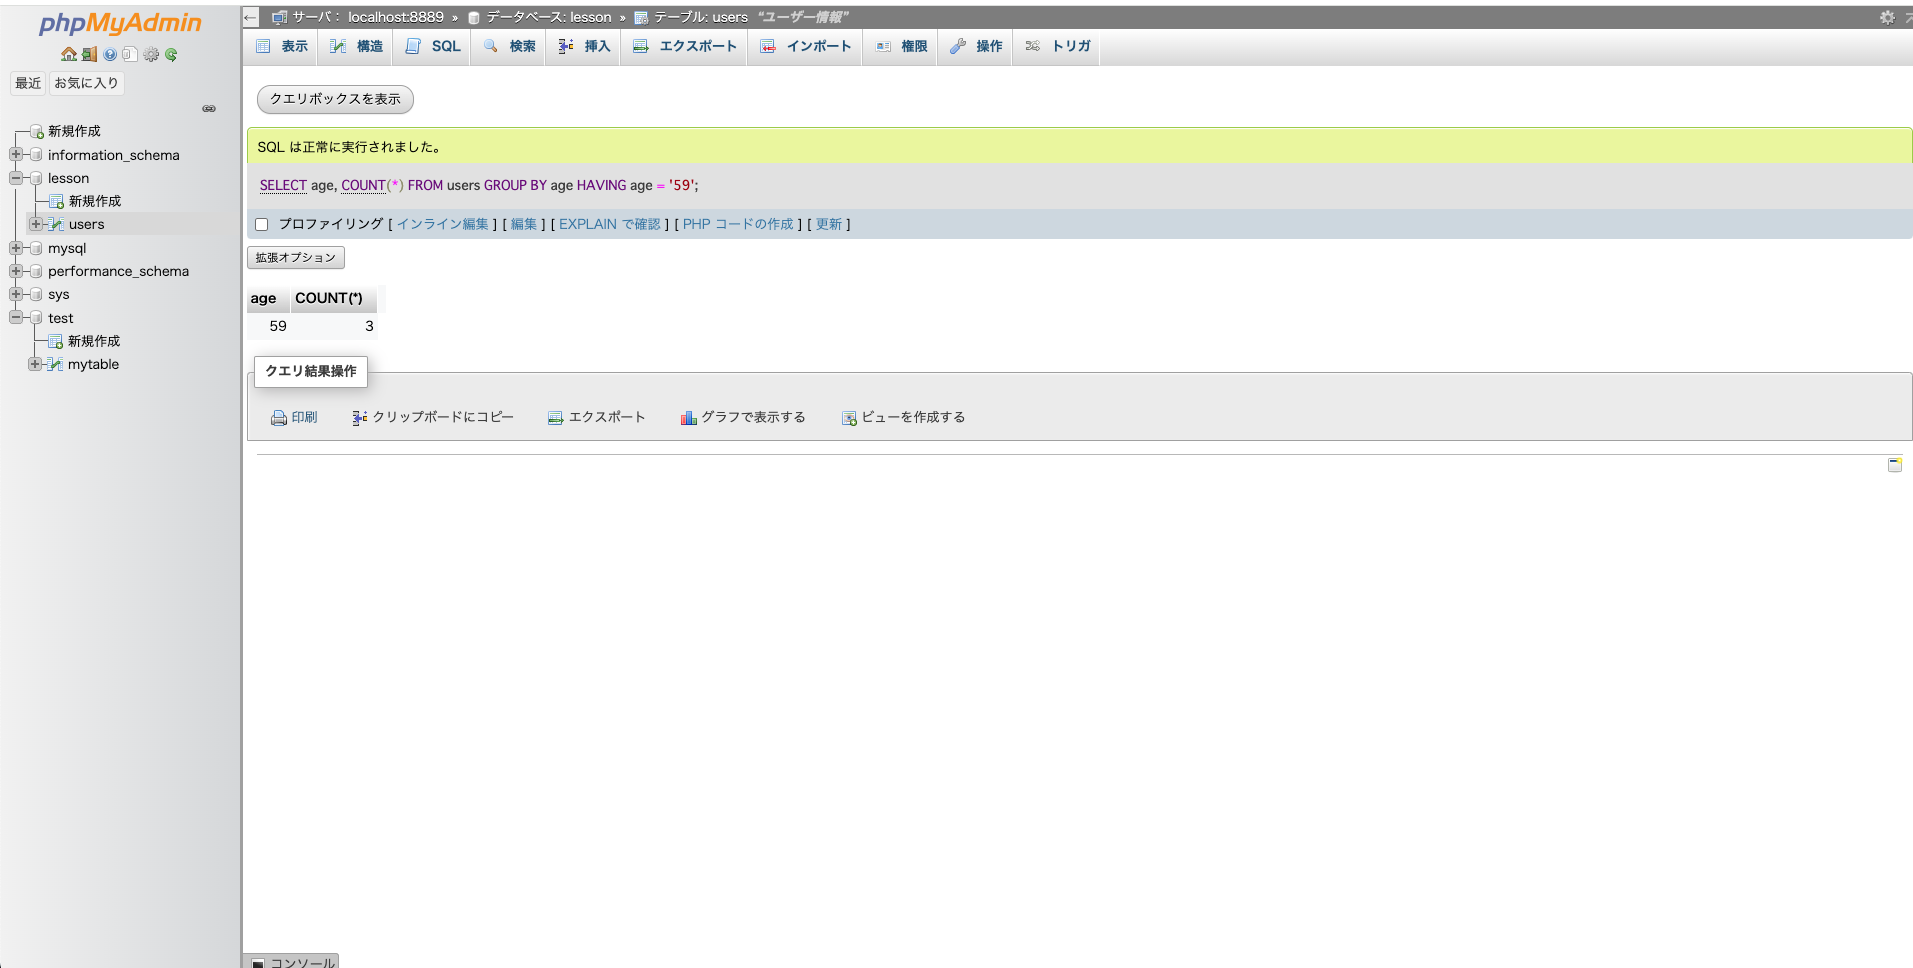 phpMyAdmin
最近 お気に入り
新規作成
information_schema
lesson
新規作成
users
mysql
performance_schema
sys
test
新規作成
mytable
サーバ： localhost:8889 » データベース: lesson » テーブル: users “ユーザー情報”
表示 構造 SQL 検索 挿入 エクスポート インポート 権限 操作 トリガ
クエリボックスを表示
SQL は正常に実行されました。
SELECT age, COUNT(*) FROM users GROUP BY age HAVING age = '59';
プロファイリング [ インライン編集 ] [ 編集 ] [ EXPLAIN で確認 ] [ PHP コードの作成 ] [ 更新 ]
拡張オプション
age COUNT(*)
59 3
クエリ結果操作
印刷 クリップボードにコピー エクスポート グラフで表示する ビューを作成する
コンソール